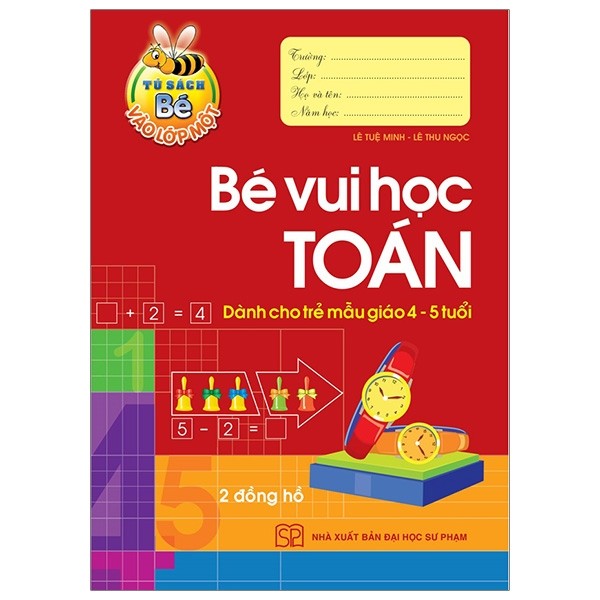 TỦ SÁCH
Bé
VÀO LỚP MỘT
Trường:
Lớp:
Họ và tên:
Năm học:
LÊ TUỆ MINH - LÊ THU NGỌC
Bé vui học
TOÁN
Dành cho trẻ mẫu giáo 4 - 5 tuổi
+ 2 = 4
1
5 - 2 =
4 5
2 đồng hồ
SP NHÀ XUẤT BẢN ĐẠI HỌC SƯ PHẠM